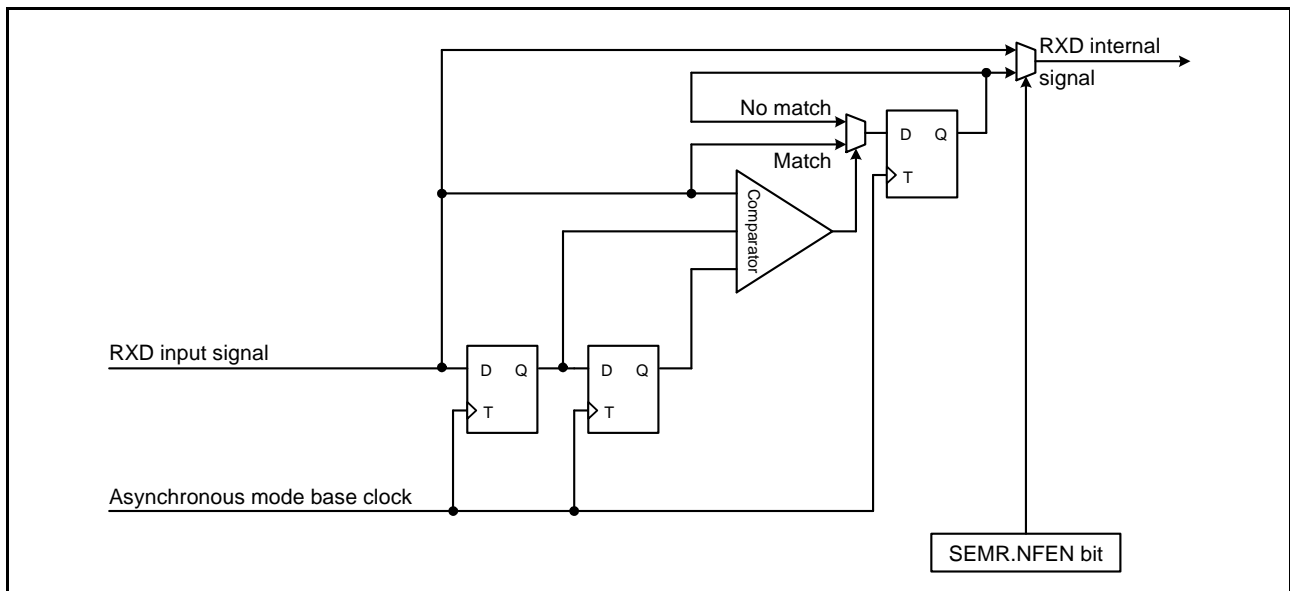 RXD internal
signal
No match
D Q
Match
T
Comparator
RXD input signal
D Q
D Q
T
T
Asynchronous mode base clock
SEMR.NFEN bit